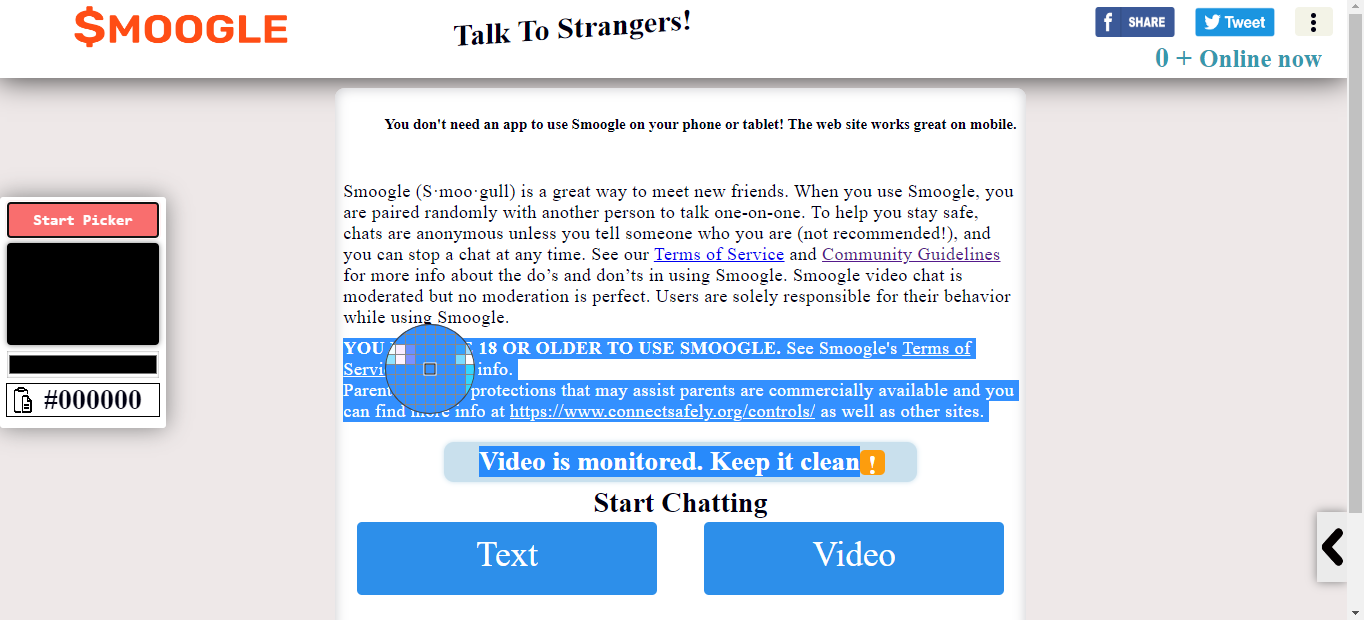 $MOOGLE
Talk To Strangers!
SHARE
Tweet
0 + Online now
You don't need an app to use Smoogle on your phone or tablet! The web site works great on mobile.
Start Picker
#000000
Smoogle (S·moo·gull) is a great way to meet new friends. When you use Smoogle, you
are paired randomly with another person to talk one-on-one. To help you stay safe,
chats are anonymous unless you tell someone who you are (not recommended!), and
you can stop a chat at any time. See our Terms of Service and Community Guidelines
for more info about the do’s and don’ts in using Smoogle. Smoogle video chat is
moderated but no moderation is perfect. Users are solely responsible for their behavior
while using Smoogle.
YOU 18 OR OLDER TO USE SMOOGLE. See Smoogle's Terms of
info.
protections that may assist parents are commercially available and you
can find more info at https://www.connectsafely.org/controls/ as well as other sites.
Video is monitored. Keep it clean!
Start Chatting
Text
Video